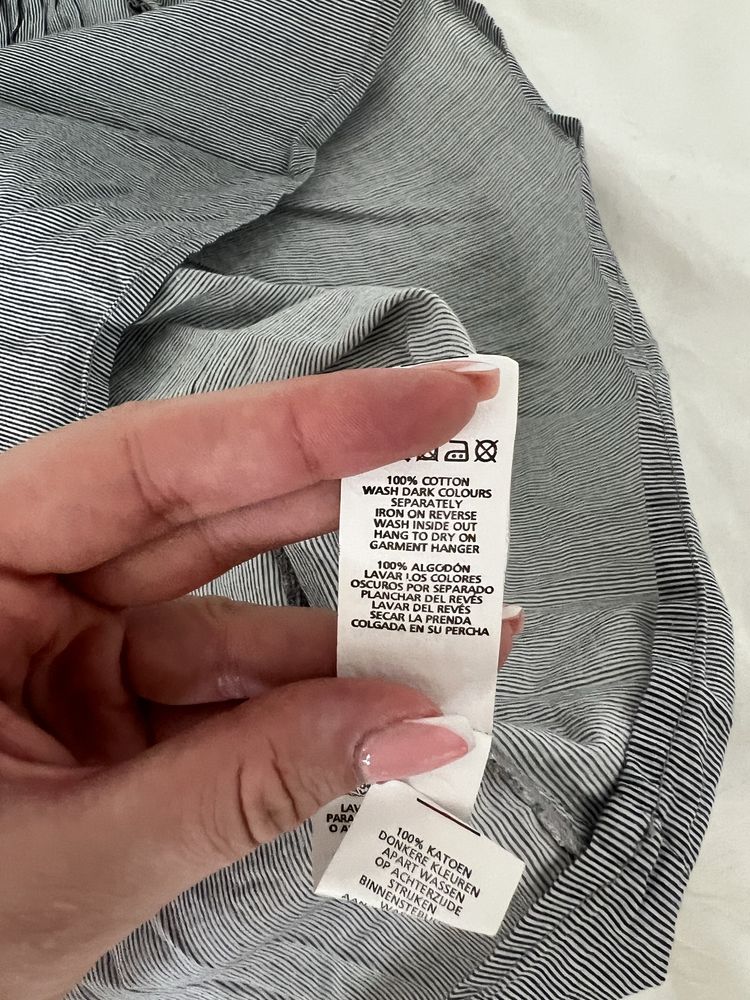 100% COTTON
WASH DARK COLOURS
SEPARATELY
IRON ON REVERSE
WASH INSIDE OUT
HANG TO DRY ON
GARMENT HANGER
100% ALGODÓN
LAVAR LOS COLORES
OSCUROS POR SEPARADO
PLANCHAR DEL REVÉS
LAVAR DEL REVÉS
SECAR LA PRENDA
COLGADA EN SU PERCHA
LAV
PARA
O A
100% KATOEN
DONKERE KLEUREN
APART WASSEN
OP ACHTERZIJDE
STRIJKEN